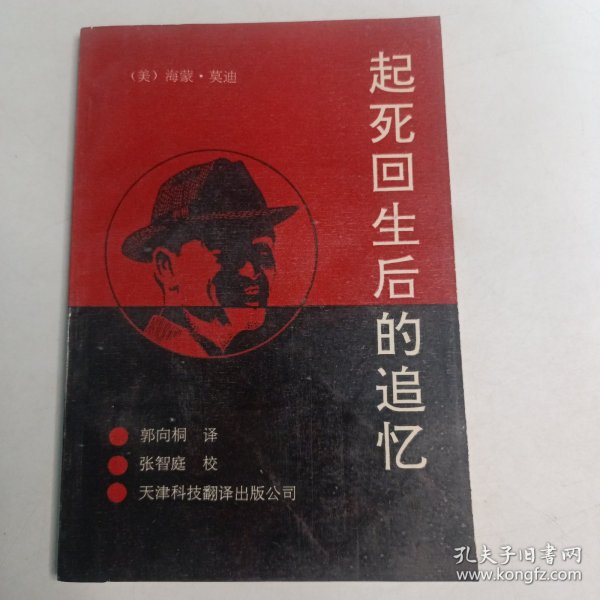 (美) 海蒙·莫迪
起死回生后的追忆
郭向桐 译
张智庭 校
天津科技翻译出版公司
孔夫子旧书网
www.kongfz.com